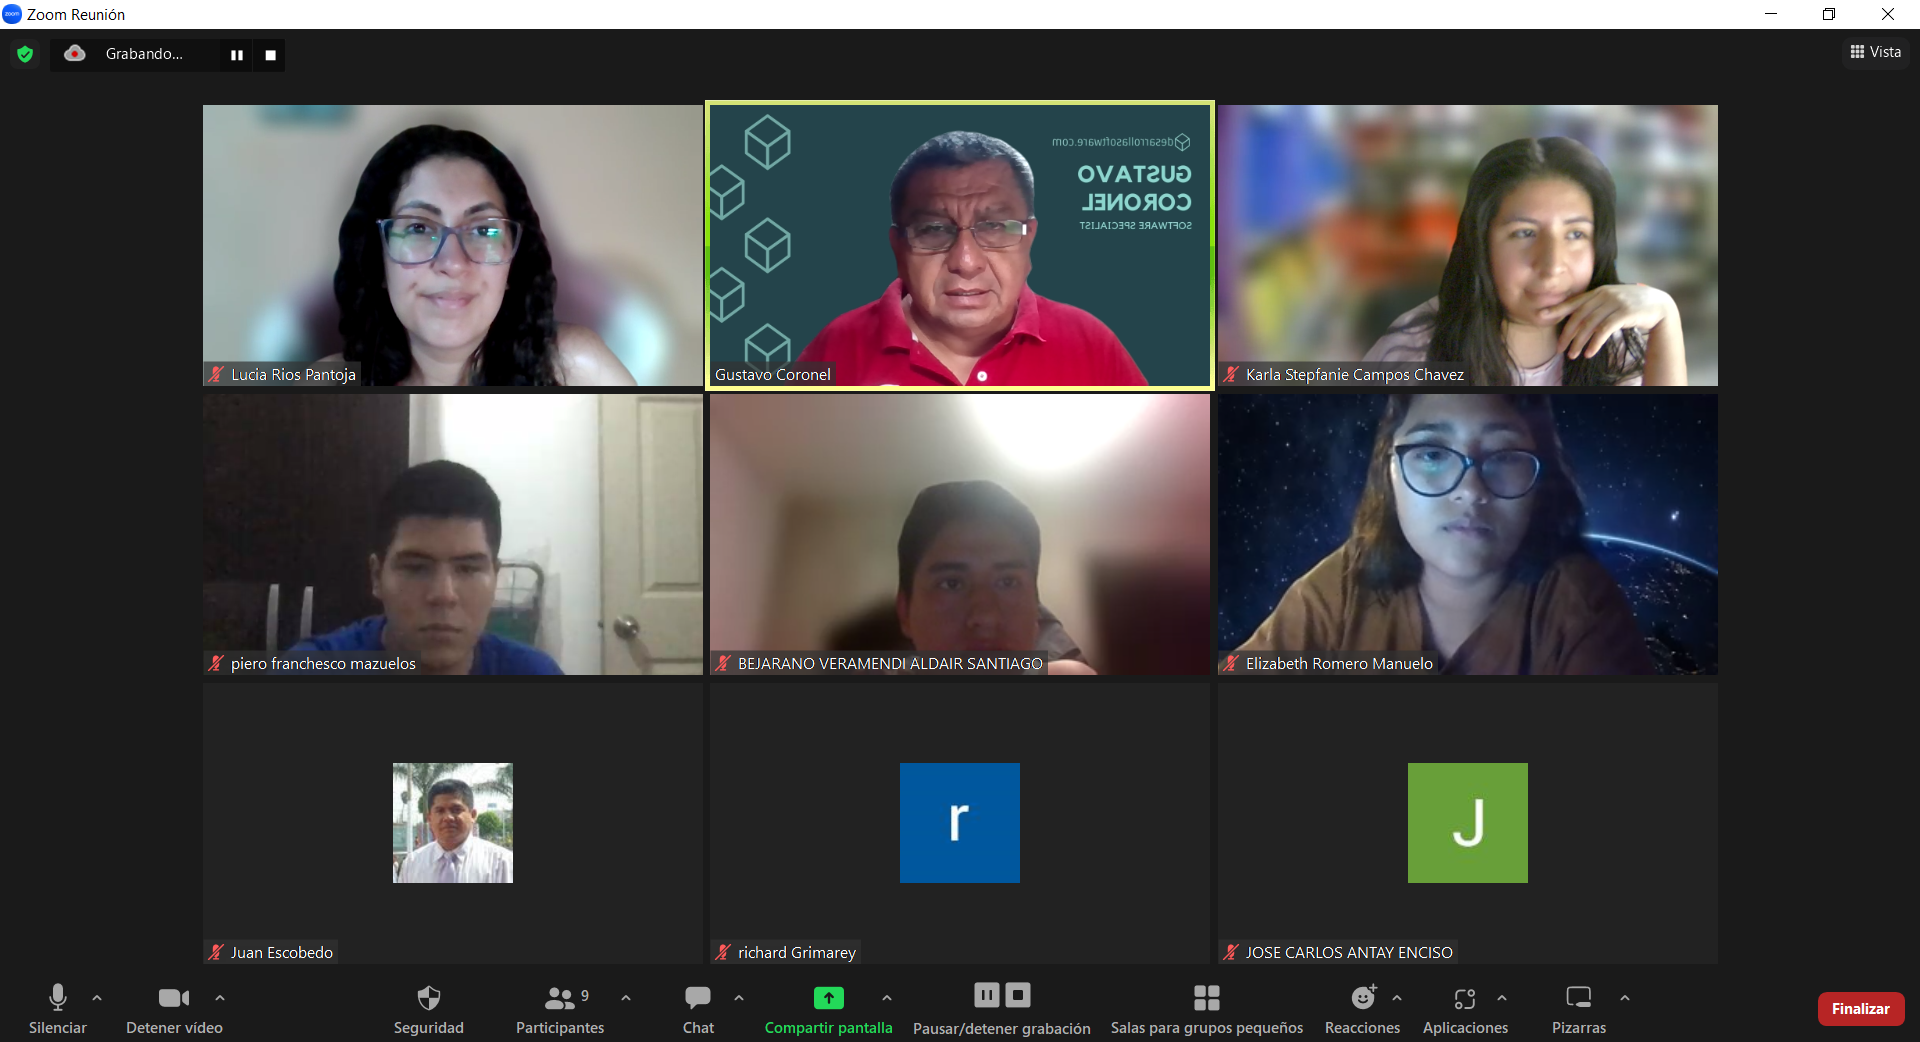 Zoom Reunión
Grabando...
Vista
desarrollasoftware.com
GUSTAVO
CORONEL
SOFTWARE SPECIALIST
Lucia Rios Pantoja
Gustavo Coronel
Karla Stepfanie Campos Chavez
piero franchesco mazuelos
BEJARANO VERAMENDI ALDAIR SANTIAGO
Elizabeth Romero Manuelo
r
J
Juan Escobedo
richard Grimarey
JOSE CARLOS ANTAY ENCISO
Silenciar
Detener vídeo
Seguridad
9
Participantes
Chat
Compartir pantalla
Pausar/detener grabación
Salas para grupos pequeños
Reacciones
Aplicaciones
Pizarras
Finalizar